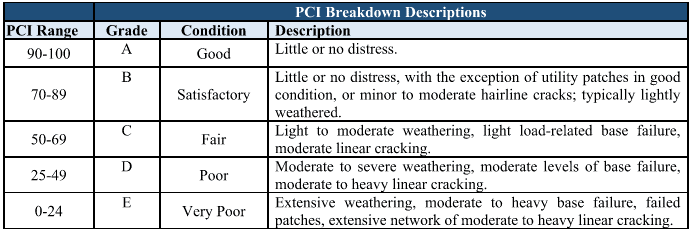 PCI Breakdown Descriptions
PCI Range Grade Condition Description
90-100 A Good Little or no distress.
70-89 B Satisfactory Little or no distress, with the exception of utility patches in good
condition, or minor to moderate hairline cracks; typically lightly
weathered.
50-69 C Fair Light to moderate weathering, light load-related base failure,
moderate linear cracking.
25-49 D Poor Moderate to severe weathering, moderate levels of base failure,
moderate to heavy linear cracking.
0-24 E Very Poor Extensive weathering, moderate to heavy base failure, failed
patches, extensive network of moderate to heavy linear cracking.